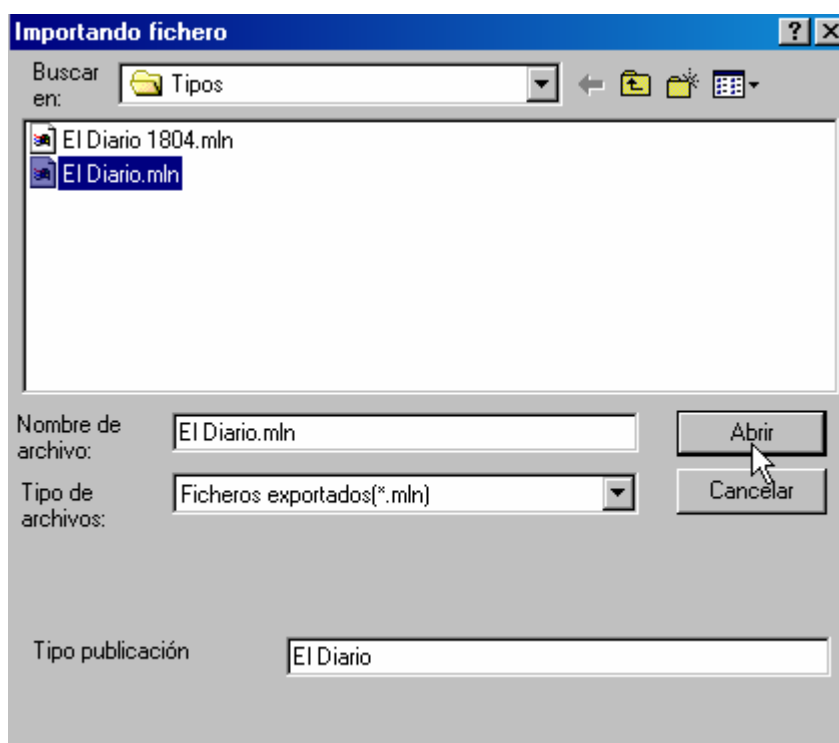 Importando fichero
Buscar
en:
Tipos
El Diario 1804.mln
El Diario.mln
Nombre de
archivo:
El Diario.mln
Abrir
Tipo de
archivos:
Ficheros exportados(*.mln)
Cancelar
Tipo publicación
El Diario